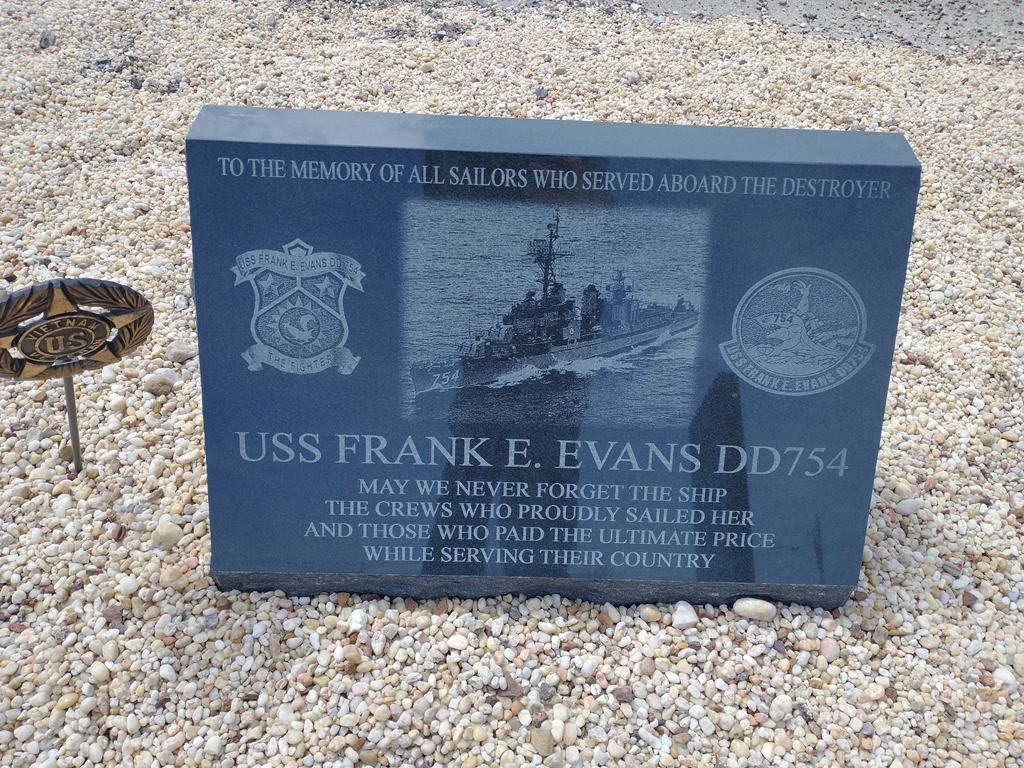 TO THE MEMORY OF ALL SAILORS WHO SERVED ABOARD THE DESTROYER
USS FRANK E. EVANS DD 754
THE FIGHTER
754
754
USS FRANK E. EVANS DD754
VIETNAM
US
USS FRANK E. EVANS DD754
MAY WE NEVER FORGET THE SHIP
THE CREWS WHO PROUDLY SAILED HER
AND THOSE WHO PAID THE ULTIMATE PRICE
WHILE SERVING THEIR COUNTRY